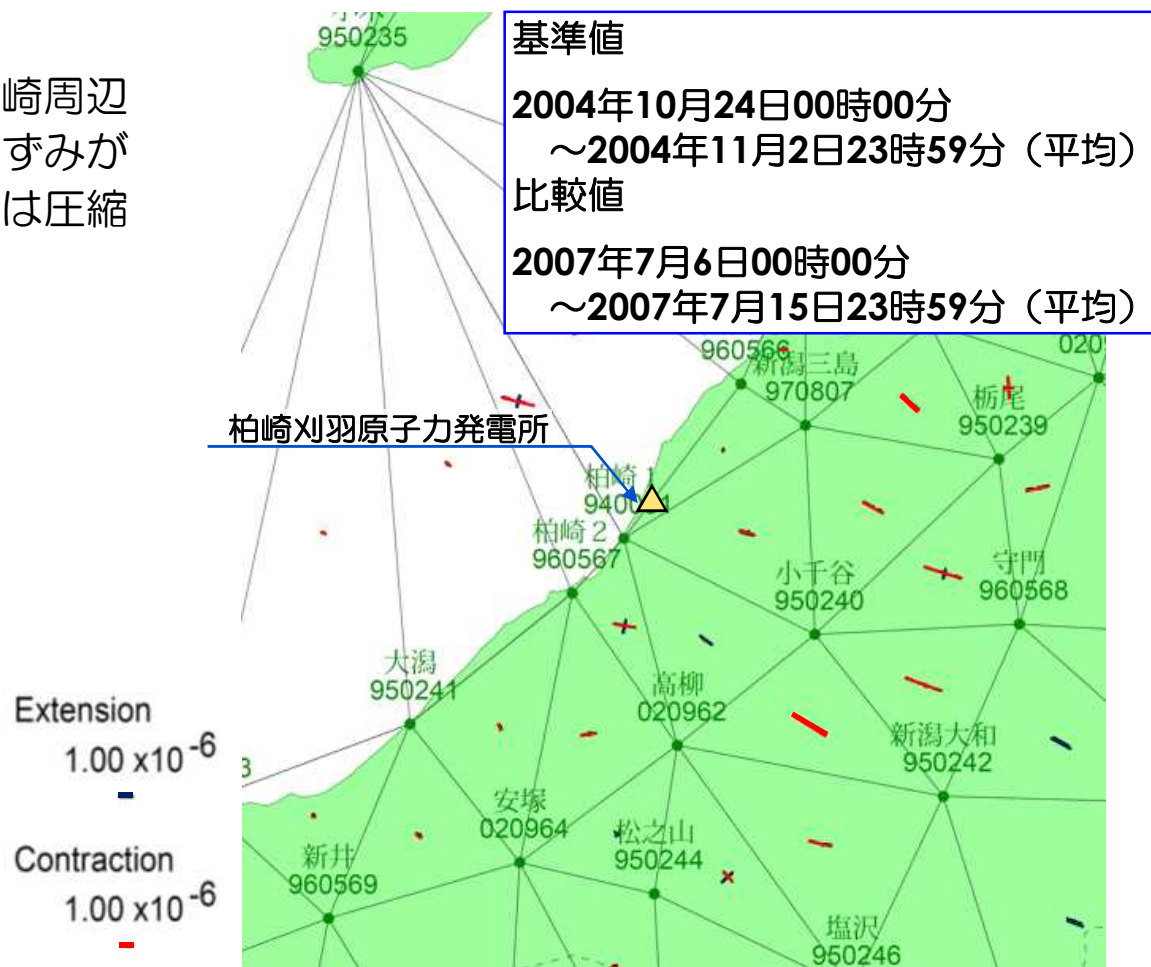 崎周辺
ずみが
は圧縮
950235
基準値
2004年10月24日00時00分
～2004年11月2日23時59分（平均）
比較値
2007年7月6日00時00分
～2007年7月15日23時59分（平均）
新潟三島
970807
栃尾
950239
柏崎刈羽原子力発電所
柏崎1
柏崎2
960567
小千谷
950240
守門
960568
大潟
950241
高柳
020962
新潟大和
950242
Extension
1.00 x10⁻⁶
Contraction
1.00 x10⁻⁶
安塚
020964
松之山
950244
新井
960569
塩沢
950246